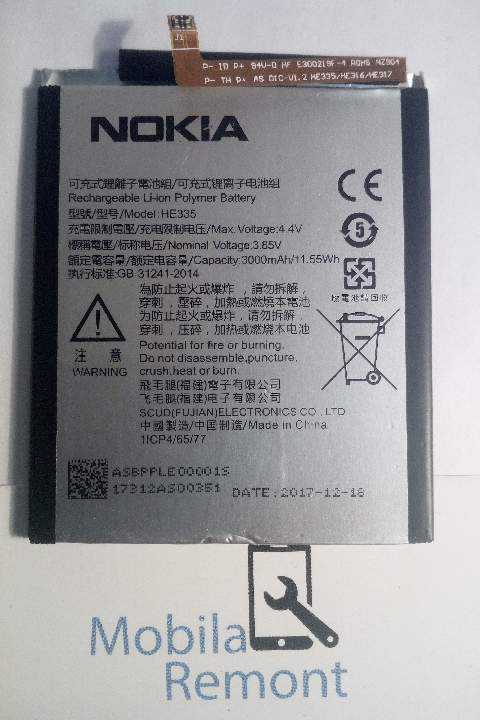 P- ID P+ 94V-0 HF E300219F-4 ROHS NZ904
P- TH P+ AS DIC-V1.2 HE335/HE316/HE317
NOKIA
可充式鋰離子電池組/可充式锂离子电池组
Rechargeable Li-Ion Polymer Battery
型號/型号/Model:HE335
充電限制電壓/充电限制电压/Max.Voltage:4.4V
標稱電壓/标称电压/Nominal Voltage:3.85V
額定電容量/额定电容量/Capacity:3000mAh/11.55Wh
执行标准:GB 31241-2014
為防止起火或爆炸，請勿拆解，
穿刺，壓碎，加熱或燃燒本電池
为防止起火或爆炸，请勿拆解，
穿刺，压碎，加热或燃烧本电池
Potential for fire or burning.
Do not disassemble,puncture,
crush,heat or burn.
注 意
WARNING
飛毛腿(福建)電子有限公司
飞毛腿(福建)电子有限公司
SCUD(FUJIAN)ELECTRONICS CO., LTD
中國製造/中国制造/Made in China
1ICP4/65/77
CE
5
廢電池請回收
ASBPPLE00001S
17312AS00351
DATE: 2017-12-18
Mobila
Remont